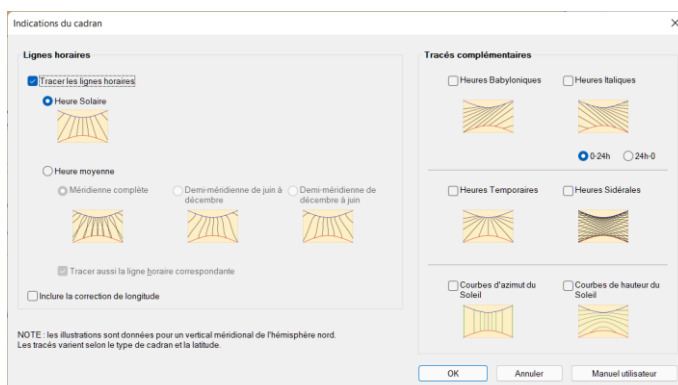 Indications du cadran
Lignes horaires
Tracer les lignes horaires
Heure Solaire
Heure moyenne
Méridienne complète
Demi-méridienne de juin à
décembre
Demi-méridienne de
décembre à juin
Tracer aussi la ligne horaire correspondante
Inclure la correction de longitude
NOTE : les illustrations sont données pour un vertical méridional de l'hémisphère nord.
Les tracés varient selon le type de cadran et la latitude.
Tracés complémentaires
Heures Babyloniques
Heures Italiques
0-24h
24h-0
Heures Temporaires
Heures Sidérales
Courbes d'azimut du
Soleil
Courbes de hauteur du
Soleil
OK
Annuler
Manuel utilisateur